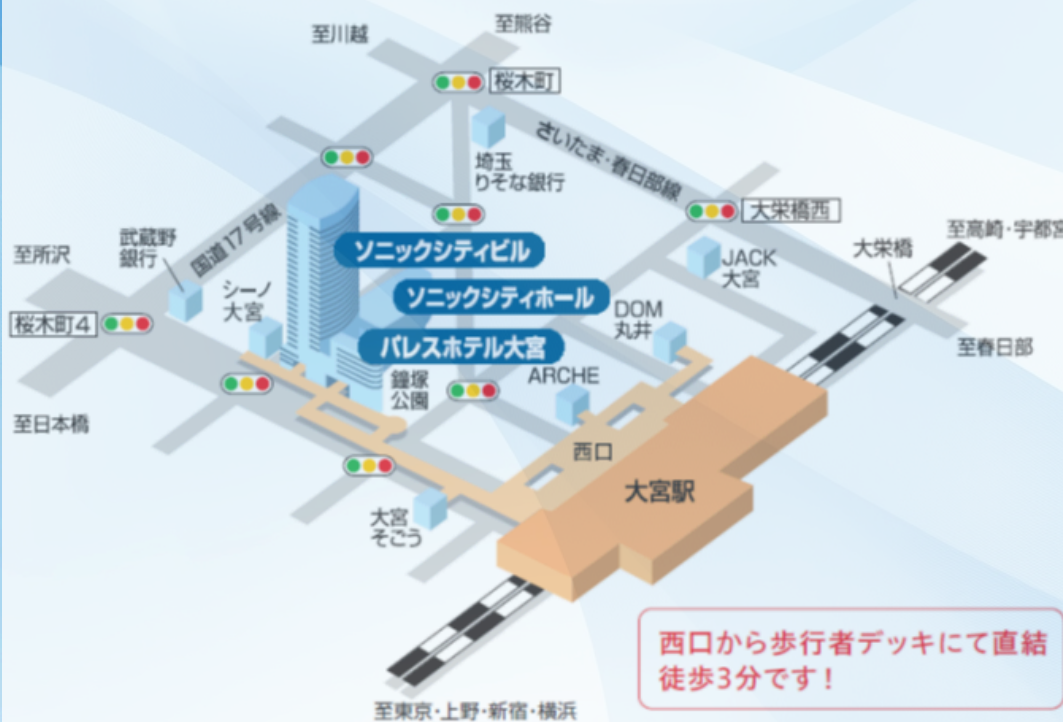 至熊谷
至川越
桜木町
さいたま・春日部線
埼玉
りそな銀行
大栄橋西
至高崎・宇都宮
武蔵野
銀行
国道17号線
至所沢
大栄橋
JACK
大宮
ソニックシティビル
シーノ
大宮
ソニックシティホール
DOM
丸井
桜木町4
パレスホテル大宮
至春日部
ARCHE
鐘塚
公園
至日本橋
西口
大宮駅
大宮
そごう
西口から歩行者デッキにて直結
徒歩3分です！
至東京・上野・新宿・横浜